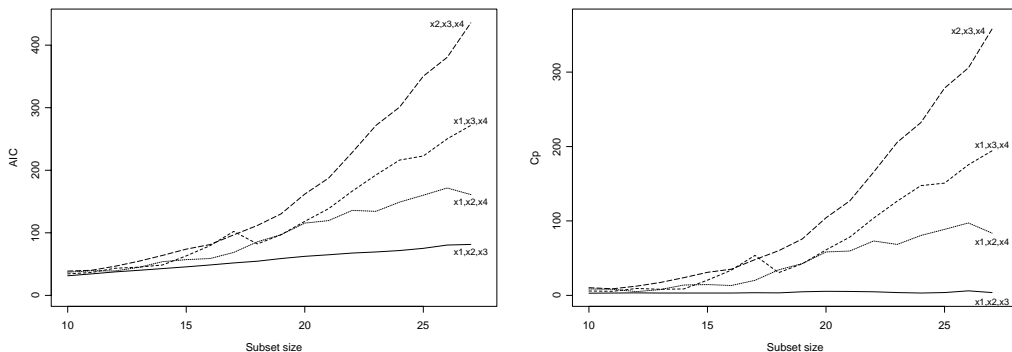 AIC
400
300
200
100
0
x2,x3,x4
x1,x3,x4
x1,x2,x4
x1,x2,x3
10 15 20 25
Subset size
Cp
300
200
100
0
x2,x3,x4
x1,x3,x4
x1,x2,x4
x1,x2,x3
10 15 20 25
Subset size